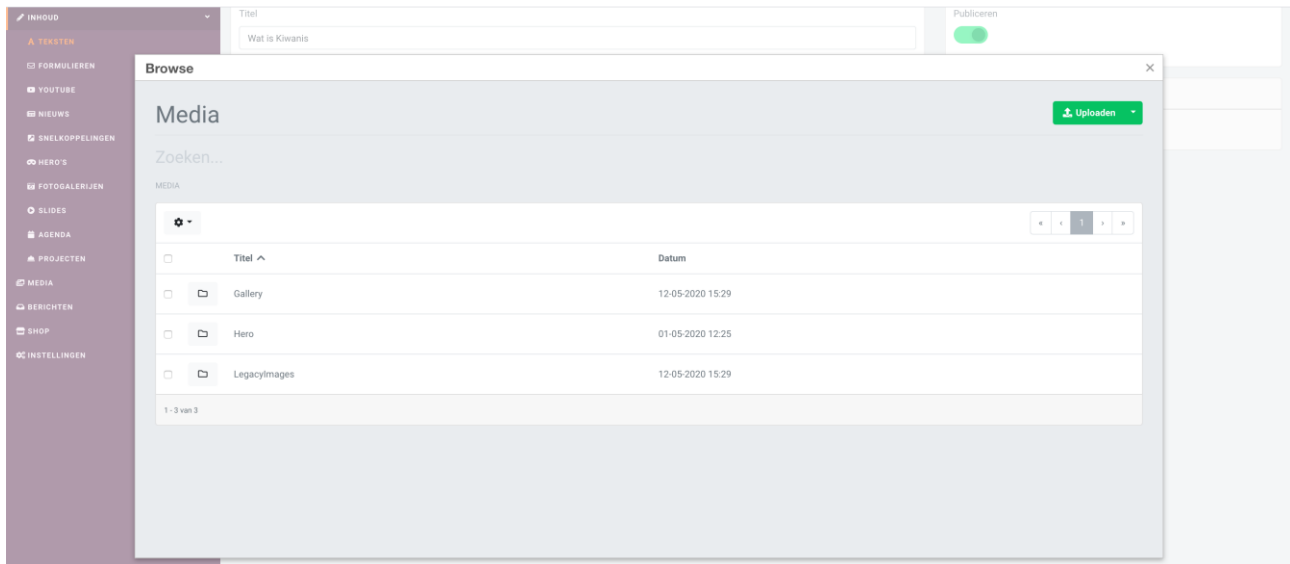 INHOUD
TEKSTEN
FORMULIEREN
YOUTUBE
NIEUWS
SNELKOPPELINGEN
HERO'S
FOTOGALERIJEN
SLIDES
AGENDA
PROJECTEN
MEDIA
BERICHTEN
SHOP
INSTELLINGEN
Titel
Wat is Kiwanis
Publiceren
Browse
Media
Uploaden
Zoeken...
MEDIA
« ‹ 1 › »
Titel Datum
Gallery 12-05-2020 15:29
Hero 01-05-2020 12:25
LegacyImages 12-05-2020 15:29
1 - 3 van 3